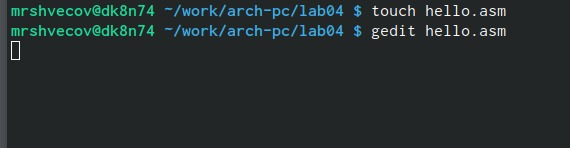 mrshvecov@dk8n74 ~/work/arch-pc/lab04 $ touch hello.asm
mrshvecov@dk8n74 ~/work/arch-pc/lab04 $ gedit hello.asm